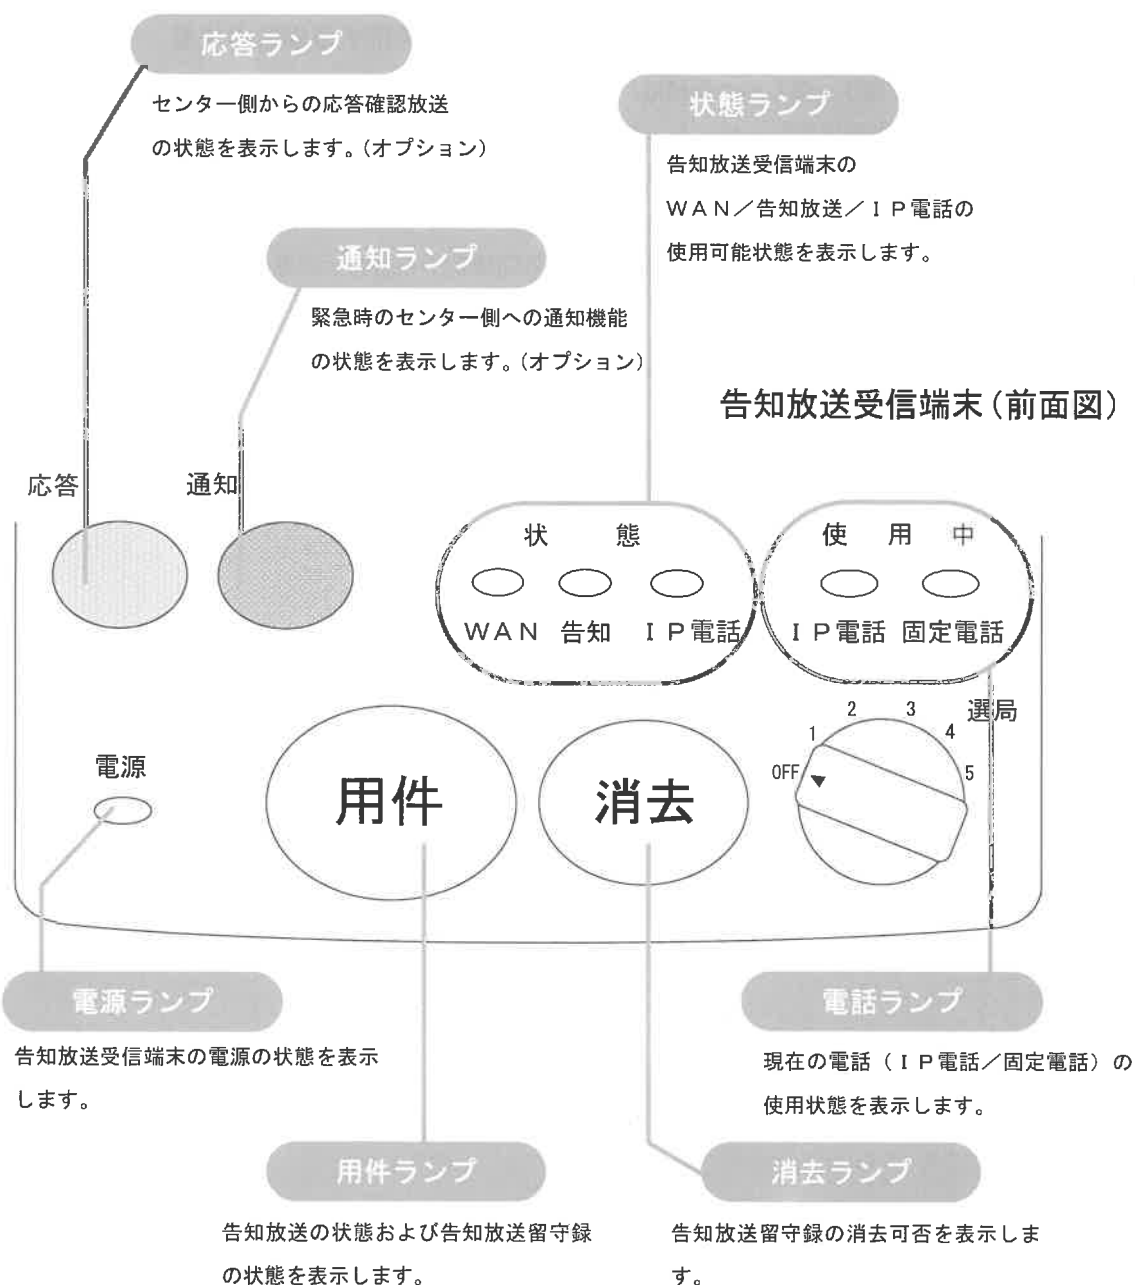 応答ランプ
センター側からの応答確認放送
の状態を表示します。(オプション)
状態ランプ
告知放送受信端末の
WAN/告知放送/IP電話の
使用可能状態を表示します。
通知ランプ
緊急時のセンター側への通知機能
の状態を表示します。(オプション)
告知放送受信端末(前面図)
応答
通知
状態
WAN 告知 IP電話
使用中
IP電話 固定電話
選局
OFF 1 2 3 4 5
電源
用件
消去
電源ランプ
告知放送受信端末の電源の状態を表示
します。
電話ランプ
現在の電話(IP電話/固定電話)の
使用状態を表示します。
用件ランプ
告知放送の状態および告知放送留守録
の状態を表示します。
消去ランプ
告知放送留守録の消去可否を表示しま
す。